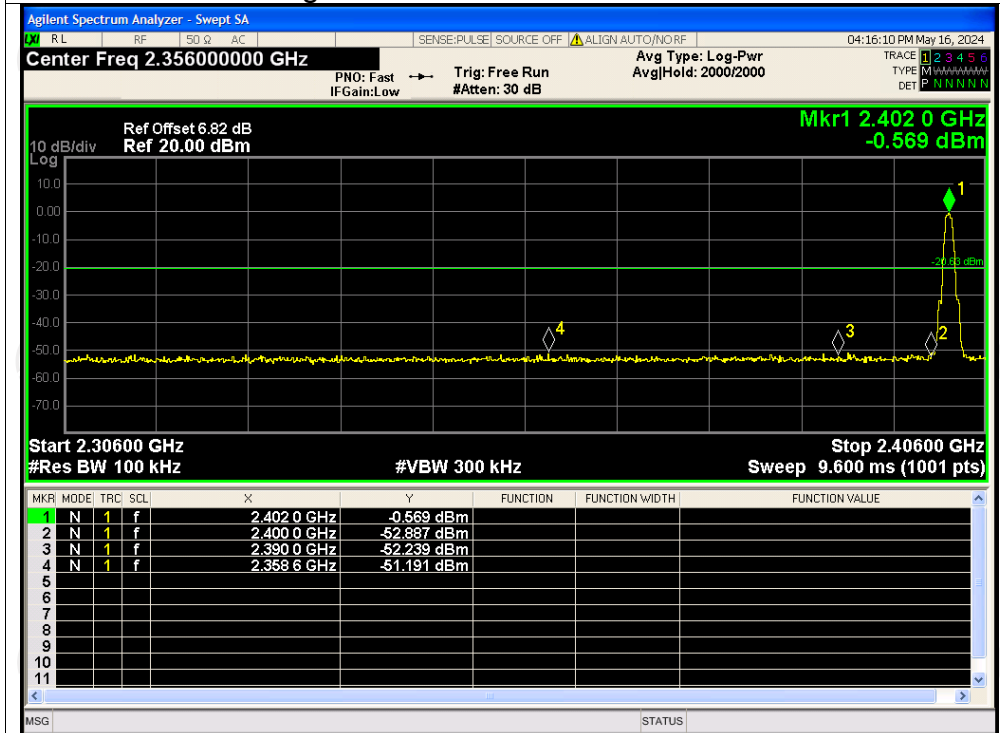 Agilent Spectrum Analyzer - Swept SA
LXI RL RF 50 Ω AC SENSE:PULSE SOURCE OFF ALIGN AUTO/NO RF 04:16:10 PM May 16, 2024
Center Freq 2.356000000 GHz
PNO: Fast
IFGain:Low
Trig: Free Run
#Atten: 30 dB
Avg Type: Log-Pwr
Avg|Hold: 2000/2000
TRACE 1 2 3 4 5 6
TYPE M WWWWW
DET P N N N N N
Mkr1 2.402 0 GHz
-0.569 dBm
Ref Offset 6.82 dB
10 dB/div Ref 20.00 dBm
Log
10.0
0.00
-10.0
-20.0
-30.0
-40.0
-50.0
-60.0
-70.0
1
4
3
2
Start 2.30600 GHz Stop 2.40600 GHz
#Res BW 100 kHz #VBW 300 kHz Sweep 9.600 ms (1001 pts)
MKR MODE TRC SCL X Y FUNCTION FUNCTION WIDTH FUNCTION VALUE
1 N 1 f 2.402 0 GHz -0.569 dBm
2 N 1 f 2.400 0 GHz -52.887 dBm
3 N 1 f 2.390 0 GHz -52.239 dBm
4 N 1 f 2.358 6 GHz -51.191 dBm
5
6
7
8
9
10
11
MSG STATUS